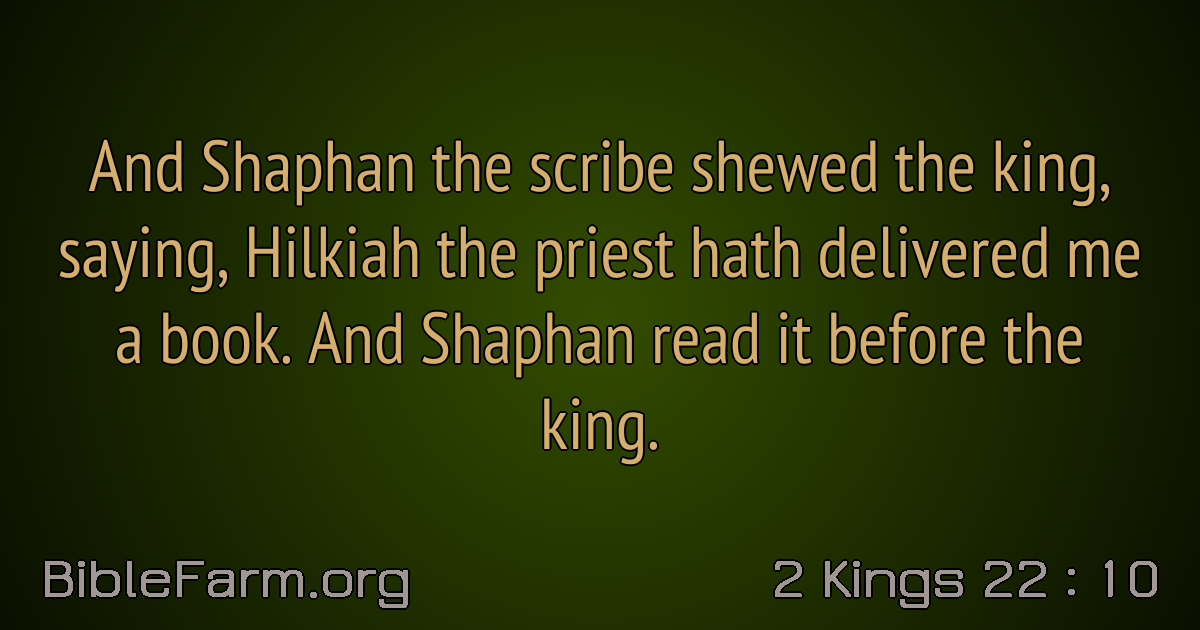 And Shaphan the scribe shewed the king,
saying, Hilkiah the priest hath delivered me
a book. And Shaphan read it before the
king.
BibleFarm.org
2 Kings 22 : 10